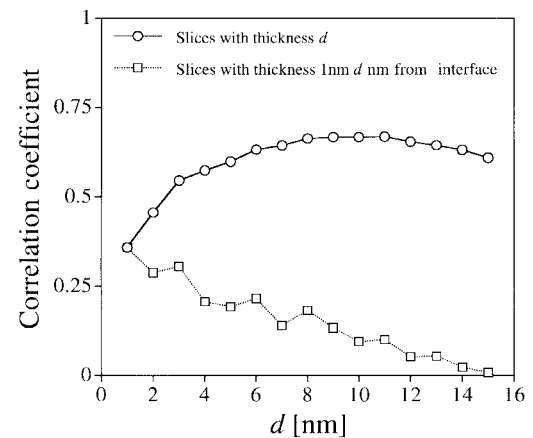 1
Slices with thickness d
Slices with thickness 1nm d nm from interface
0.75
0.5
0.25
0
Correlation coefficient
0 2 4 6 8 10 12 14 16
d [nm]